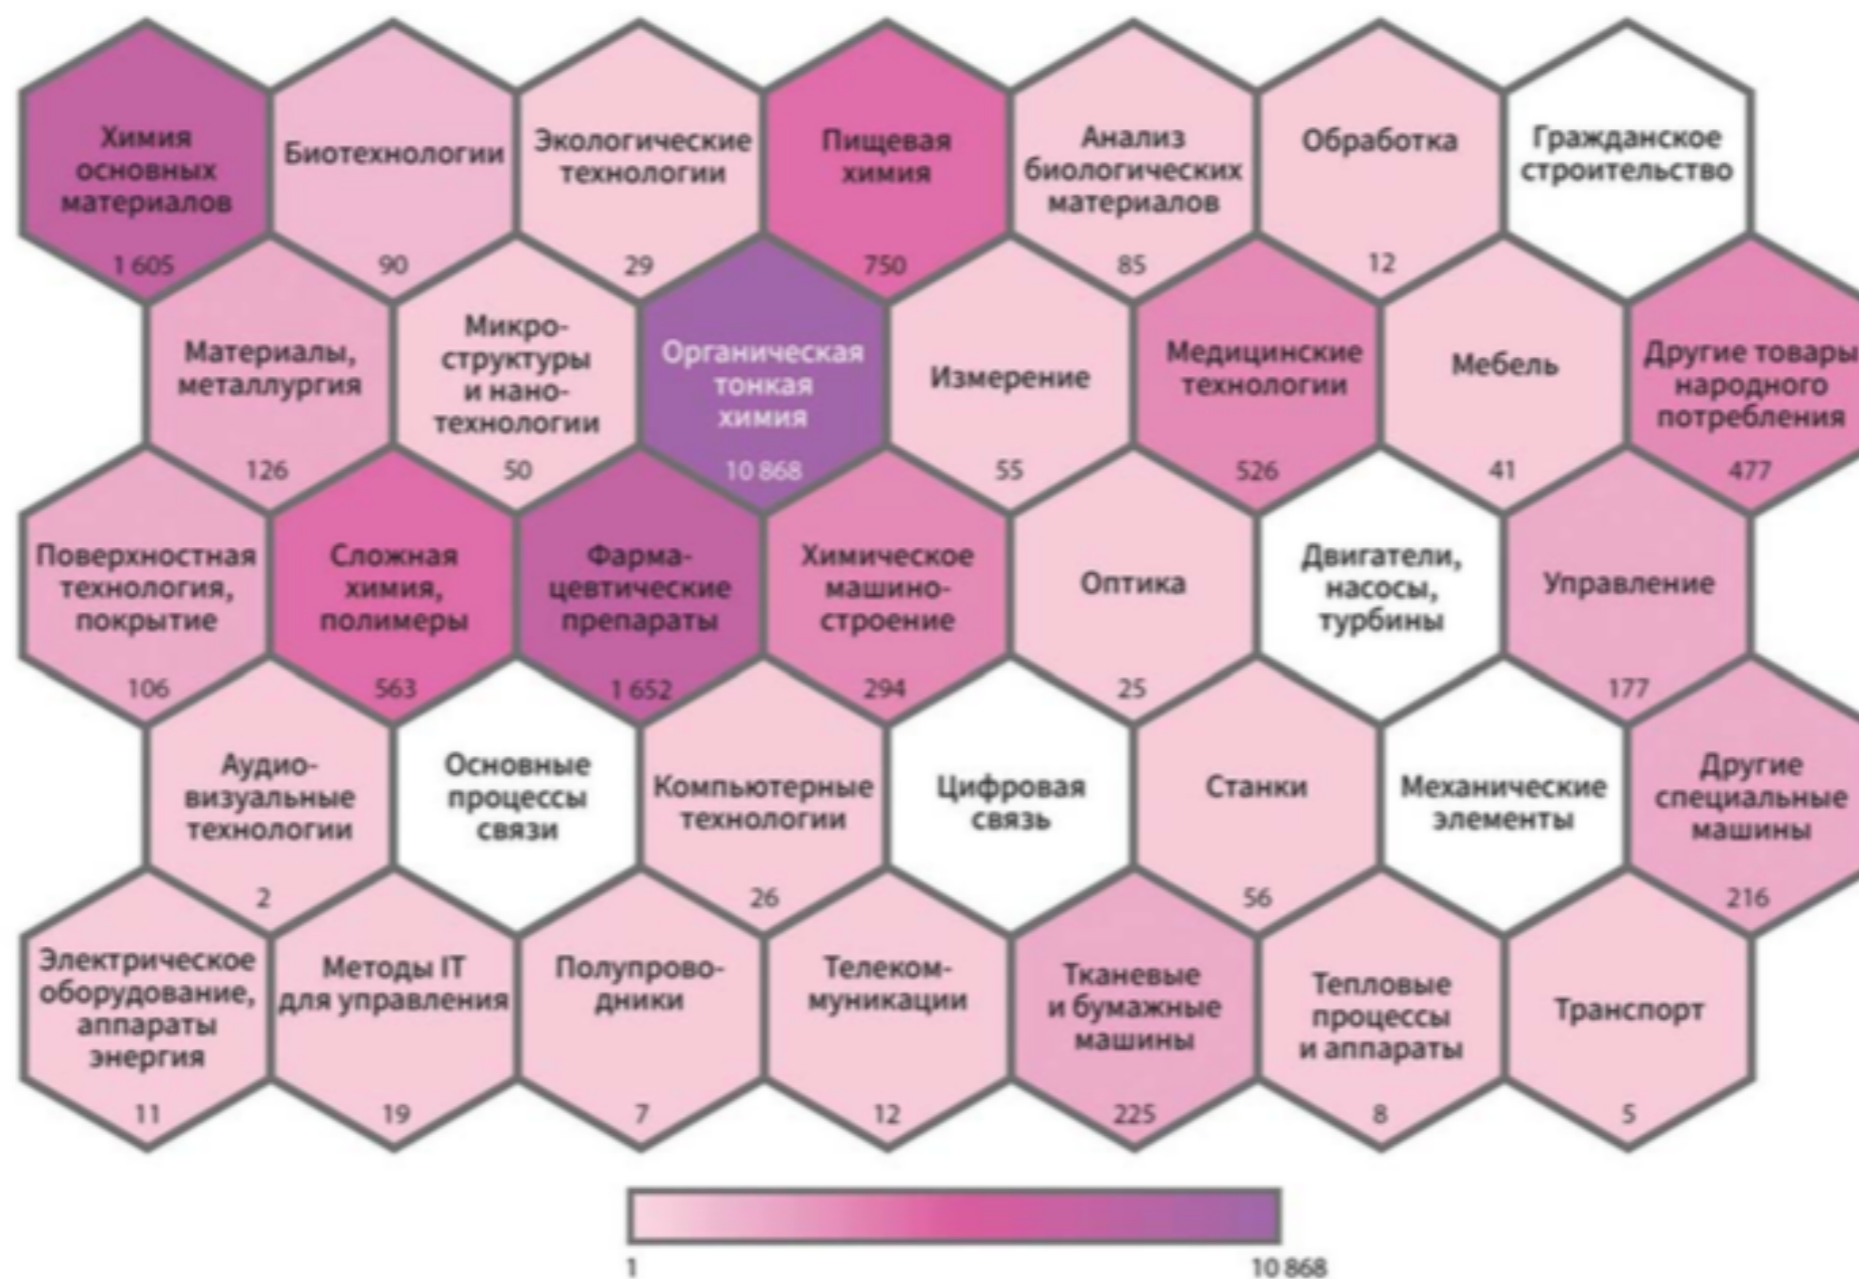 Химия
основных
материалов
1 605
Биотехнологии
90
Экологические
технологии
29
Пищевая
химия
750
Анализ
биологических
материалов
85
Обработка
12
Гражданское
строительство
Материалы,
металлургия
126
Микро-
структуры
и нано-
технологии
50
Органическая
тонкая
химия
10 868
Измерение
55
Медицинские
технологии
526
Мебель
41
Другие товары
народного
потребления
477
Поверхностная
технология,
покрытие
106
Сложная
химия,
полимеры
563
Фарма-
цевтические
препараты
1 652
Химическое
машино-
строение
294
Оптика
25
Двигатели,
насосы,
турбины
Управление
177
Аудио-
визуальные
технологии
2
Основные
процессы
связи
Компьютерные
технологии
26
Цифровая
связь
Станки
56
Механические
элементы
Другие
специальные
машины
216
Электрическое
оборудование,
аппараты
энергия
11
Методы IT
для управления
19
Полупрово-
дники
7
Телеком-
муникации
12
Тканевые
и бумажные
машины
225
Тепловые
процессы
и аппараты
8
Транспорт
5
1
10 868